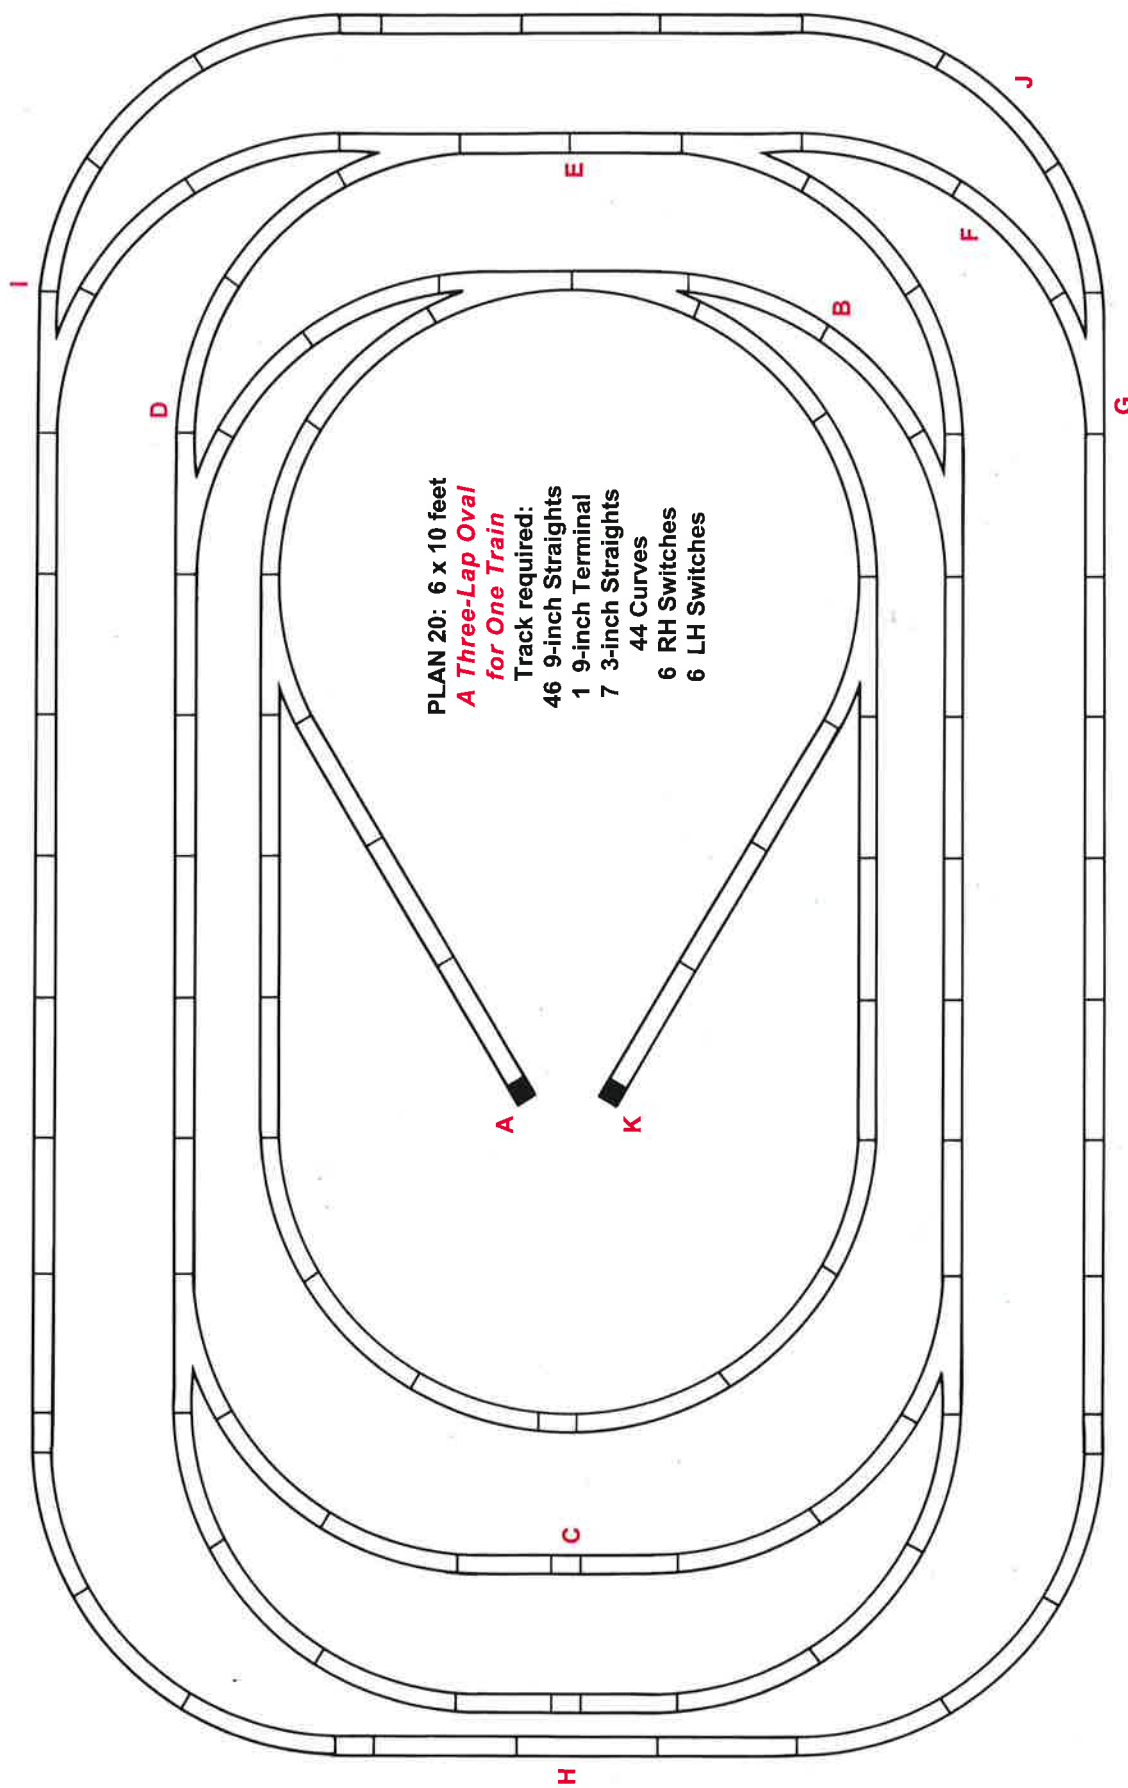 PLAN 20: 6 x 10 feet
A Three-Lap Oval
for One Train
Track required:
46 9-inch Straights
1 9-inch Terminal
7 3-inch Straights
44 Curves
6 RH Switches
6 LH Switches
H
C
A
K
I
D
E
B
F
G
J